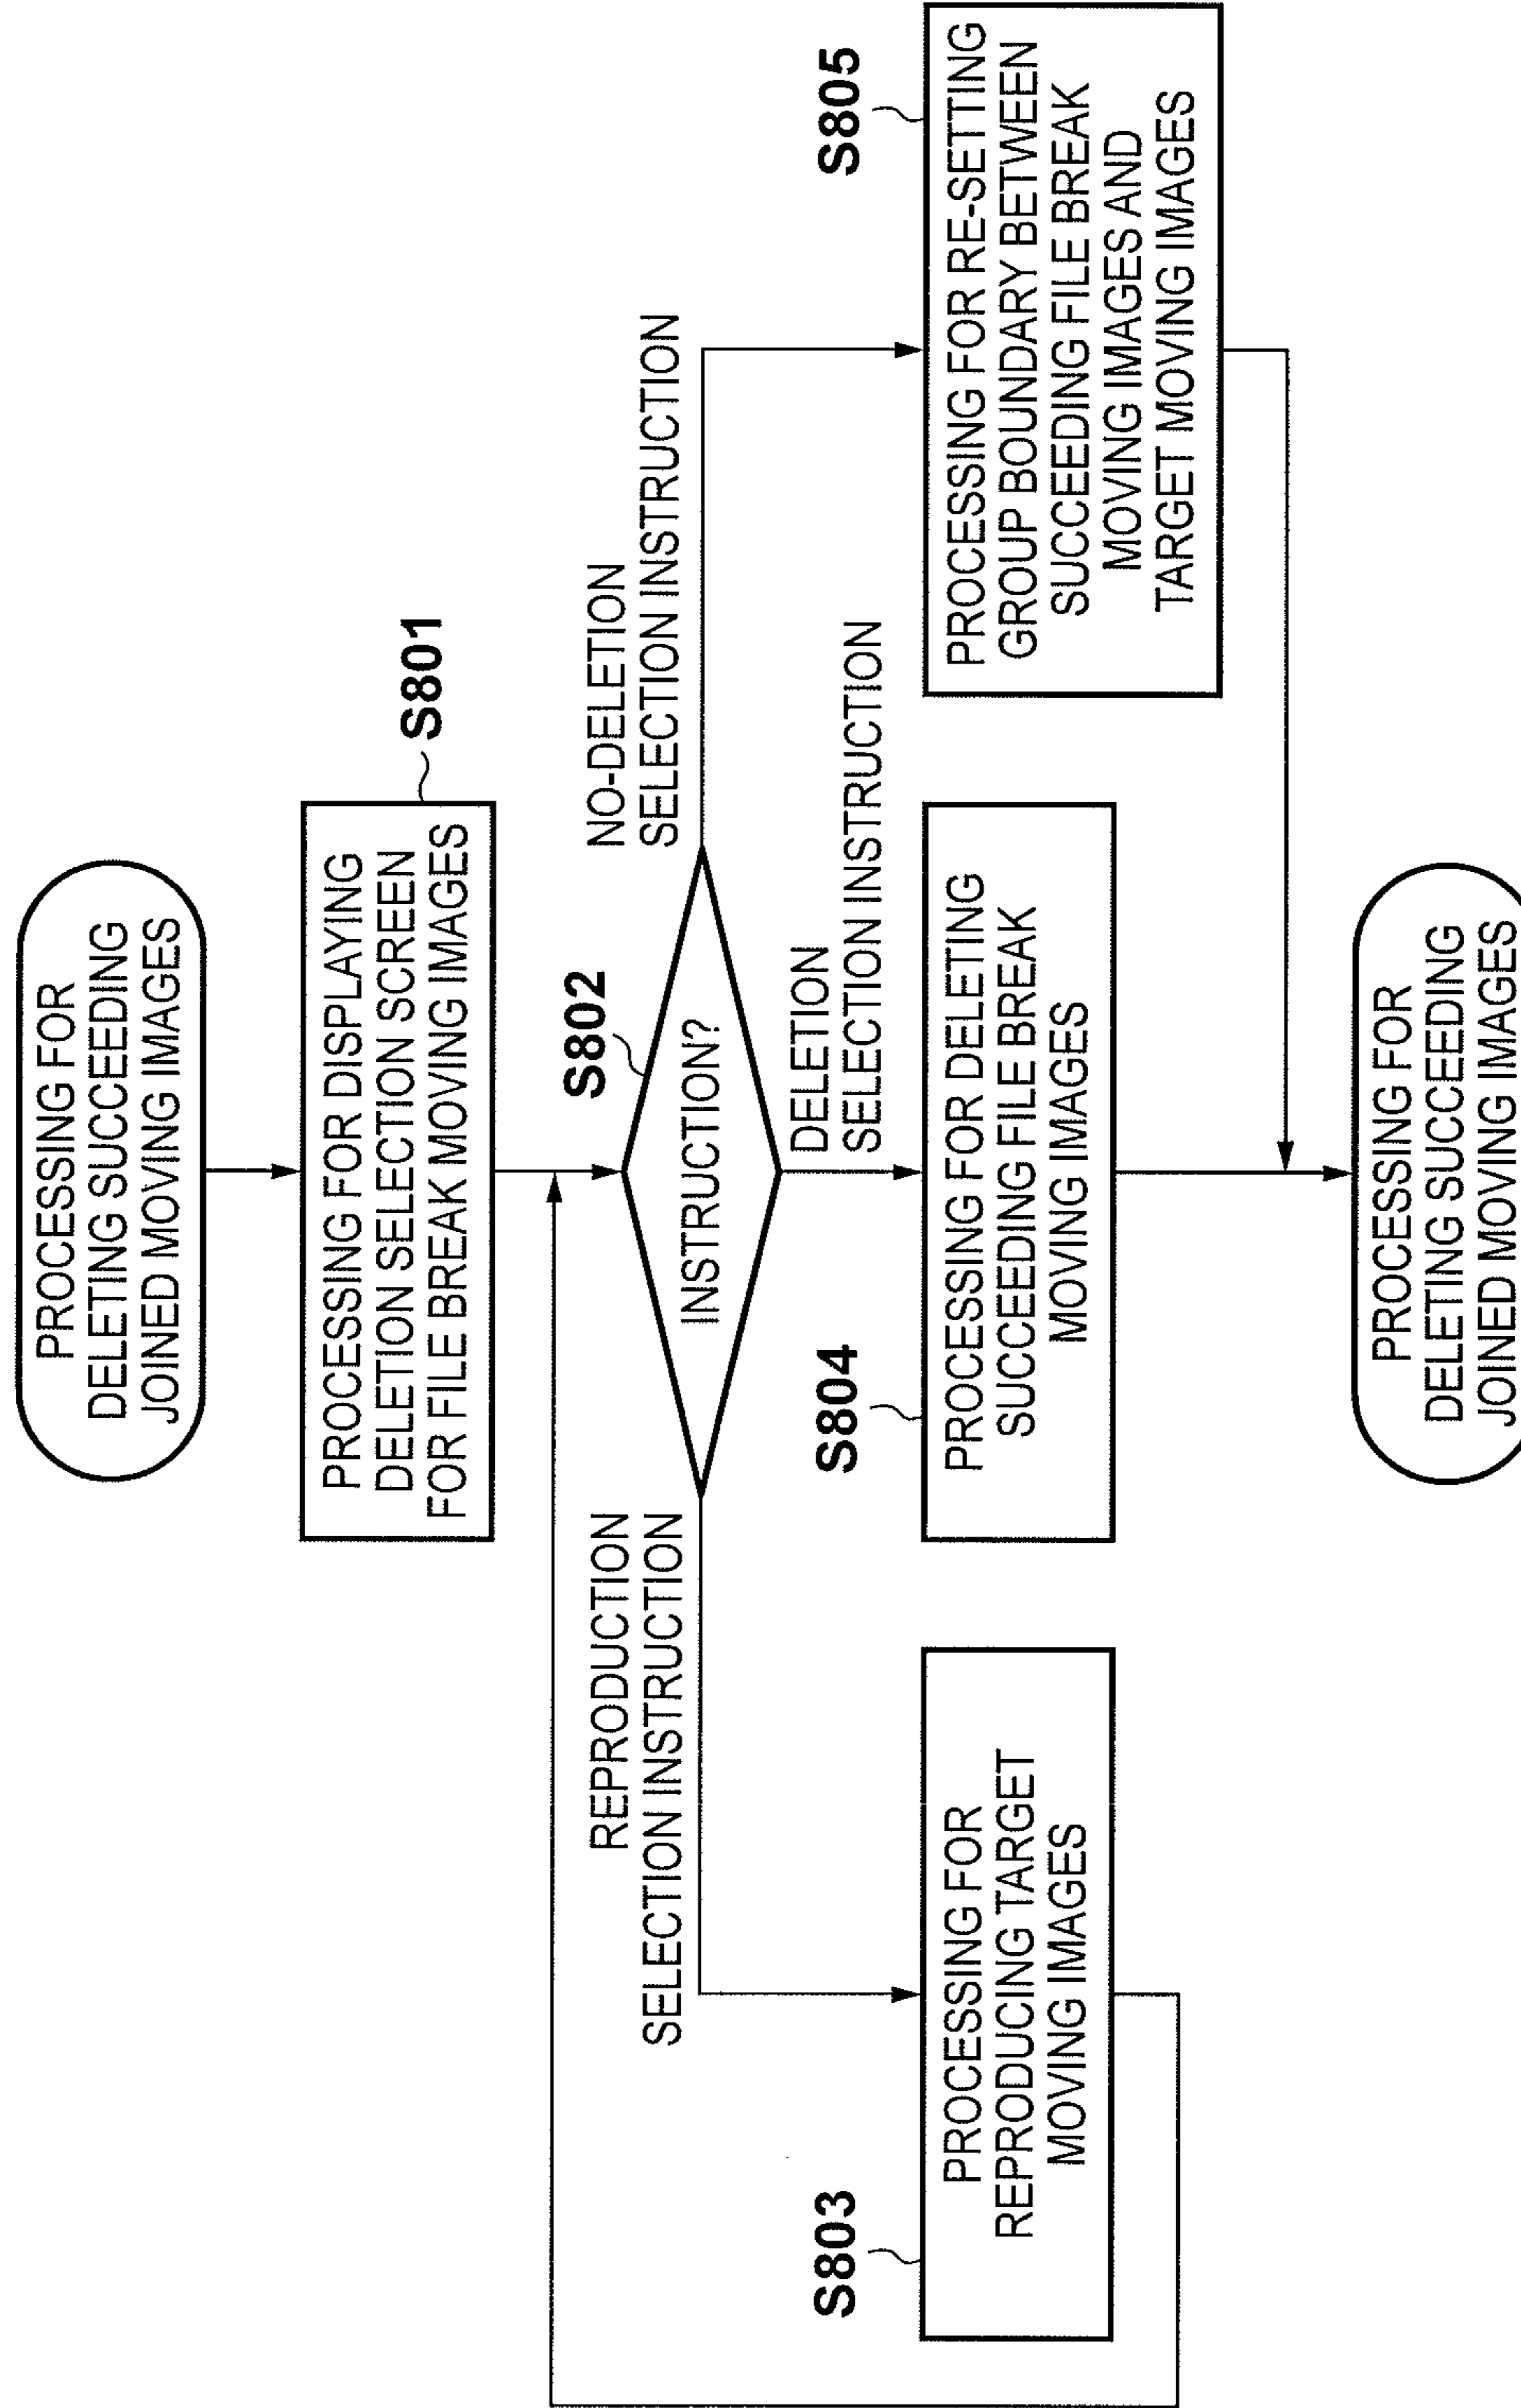 PROCESSING FOR
DELETING SUCCEEDING
JOINED MOVING IMAGES
S801
PROCESSING FOR DISPLAYING
DELETION SELECTION SCREEN
FOR FILE BREAK MOVING IMAGES
S802
INSTRUCTION?
REPRODUCTION
SELECTION INSTRUCTION
NO-DELETION
SELECTION INSTRUCTION
DELETION
SELECTION INSTRUCTION
S803
PROCESSING FOR
REPRODUCING TARGET
MOVING IMAGES
S804
PROCESSING FOR DELETING
SUCCEEDING FILE BREAK
MOVING IMAGES
S805
PROCESSING FOR RE-SETTING
GROUP BOUNDARY BETWEEN
SUCCEEDING FILE BREAK
MOVING IMAGES AND
TARGET MOVING IMAGES
PROCESSING FOR
DELETING SUCCEEDING
JOINED MOVING IMAGES